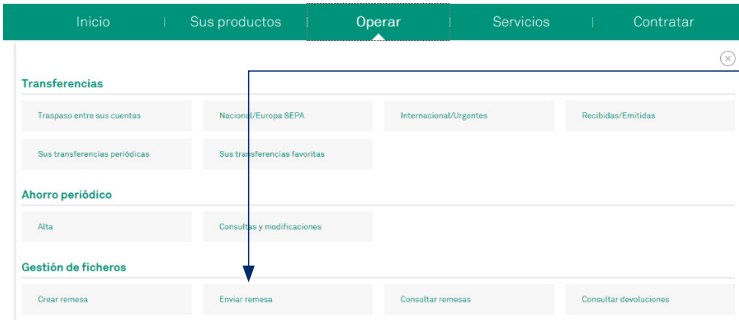 Inicio Sus productos Operar Servicios Contratar
Transferencias
Traspaso entre sus cuentas Nacional/Europa SEPA Internacional/Urgentes Recibidas/Emitidas
Sus transferencias periódicas Sus transferencias favoritas
Ahorro periódico
Alta Consultas y modificaciones
Gestión de ficheros
Crear remesa Enviar remesa Consultar remesas Consultar devoluciones